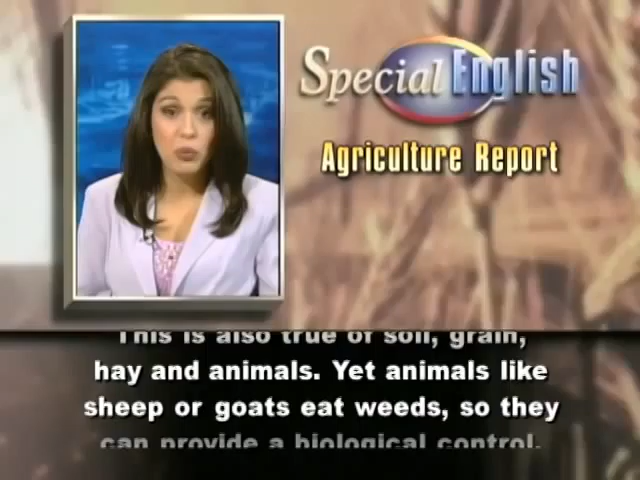 Special English
Agriculture Report
This is also true of soil, grain,
hay and animals. Yet animals like
sheep or goats eat weeds, so they
can provide a biological control.